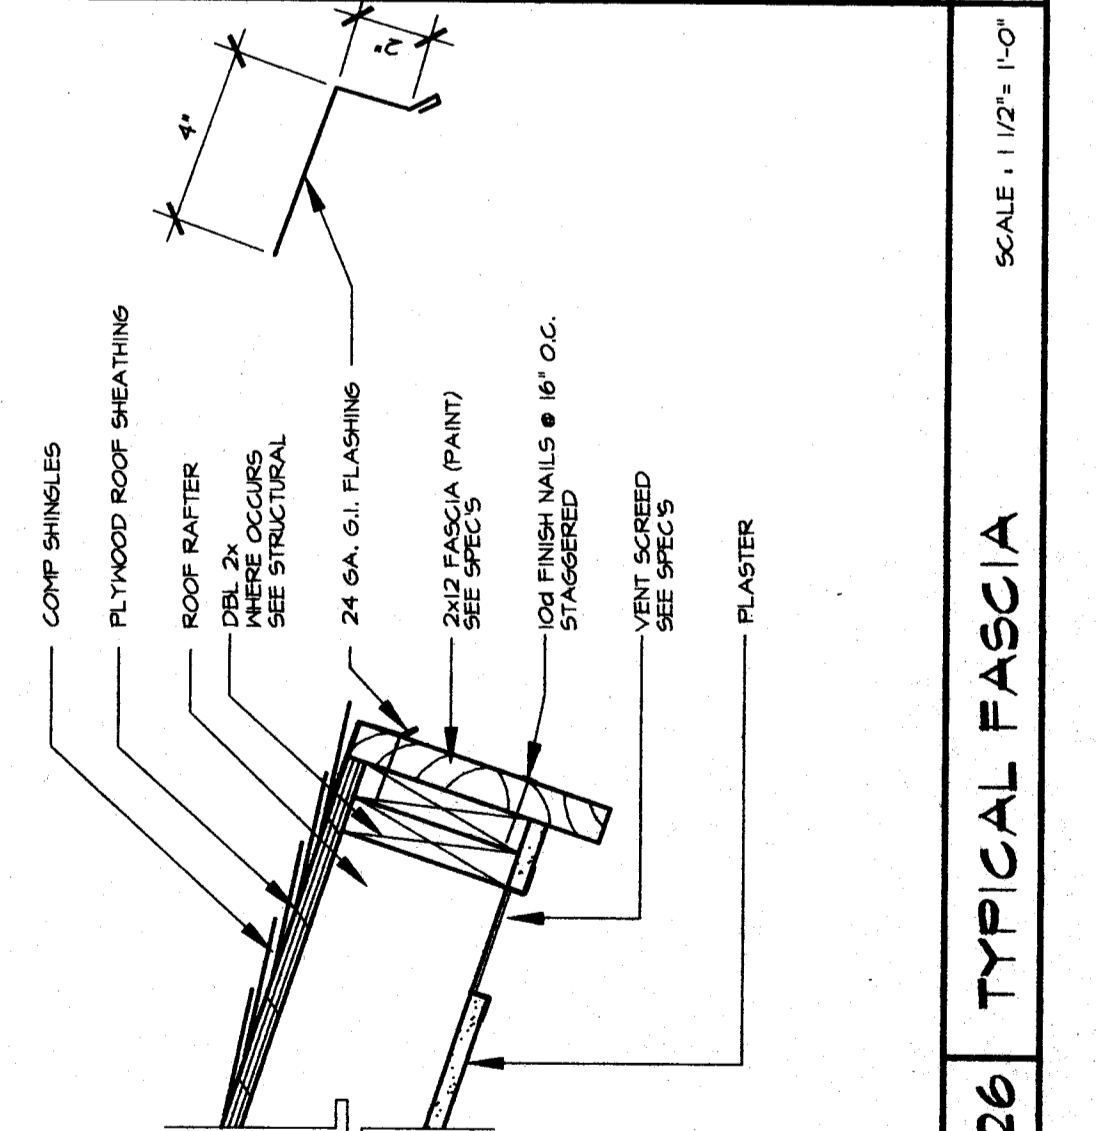 COMP SHINGLES
PLYWOOD ROOF SHEATHING
ROOF RAFTER
DBL 2x
WHERE OCCURS
SEE STRUCTURAL
24 GA. G.I. FLASHING
2x12 FASCIA (PAINT)
SEE SPEC'S
10d FINISH NAILS @ 16" O.C.
STAGGERED
VENT SCREED
SEE SPEC'S
PLASTER
4"
2"
26 TYPICAL FASCIA
SCALE : 1 1/2"= 1'-0"